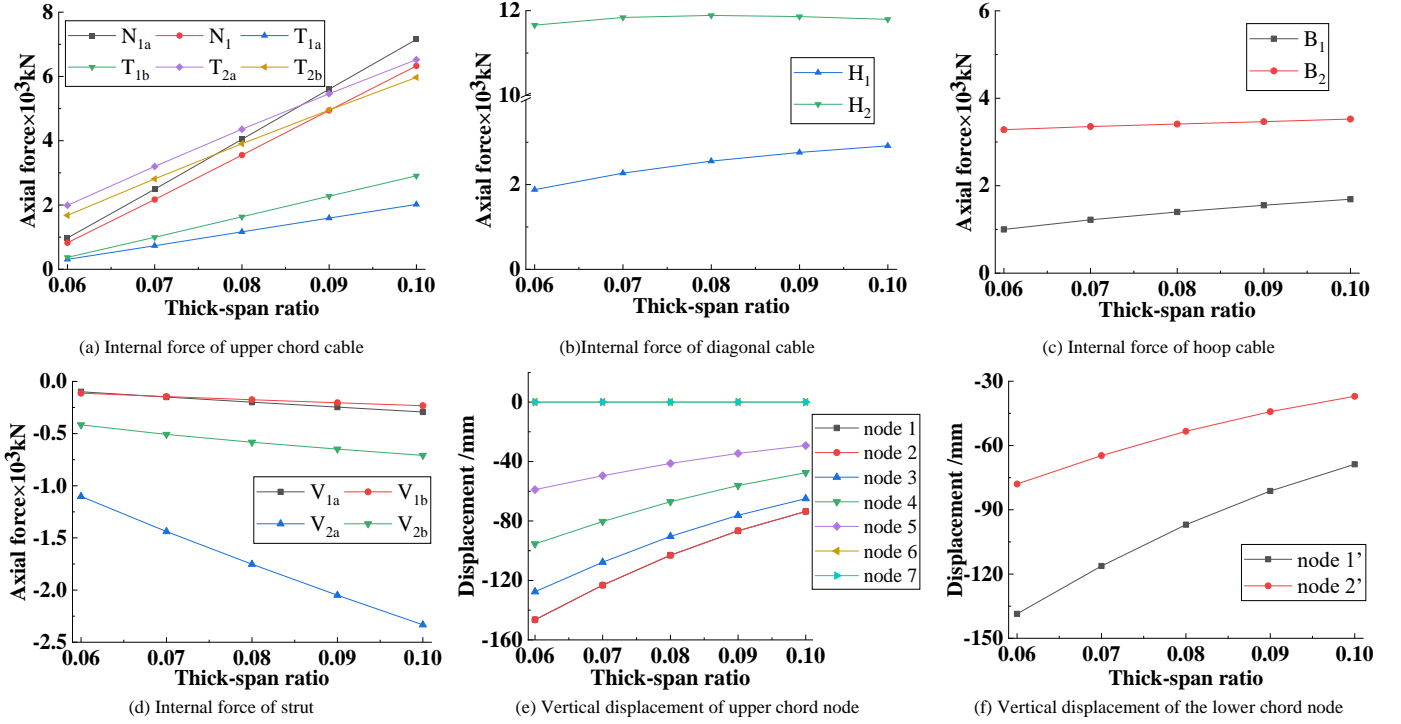 Axial force×10³kN
8
6
4
2
0
N1a N1 T1a
T1b T2a T2b
0.06 0.07 0.08 0.09 0.10
Thick-span ratio
(a) Internal force of upper chord cable
Axial force×10³kN
12
10
2
0
H1
H2
0.06 0.07 0.08 0.09 0.10
Thick-span ratio
(b)Internal force of diagonal cable
Axial force×10³kN
6
4
2
0
B1
B2
0.06 0.07 0.08 0.09 0.10
Thick-span ratio
(c) Internal force of hoop cable
Axial force×10³kN
0.0
-0.5
-1.0
-1.5
-2.0
-2.5
V1a V1b
V2a V2b
0.06 0.07 0.08 0.09 0.10
Thick-span ratio
(d) Internal force of strut
Displacement /mm
0
-40
-80
-120
-160
node 1
node 2
node 3
node 4
node 5
node 6
node 7
0.06 0.07 0.08 0.09 0.10
Thick-span ratio
(e) Vertical displacement of upper chord node
Displacement /mm
-30
-60
-90
-120
-150
node 1’
node 2’
0.06 0.07 0.08 0.09 0.10
Thick-span ratio
(f) Vertical displacement of the lower chord node